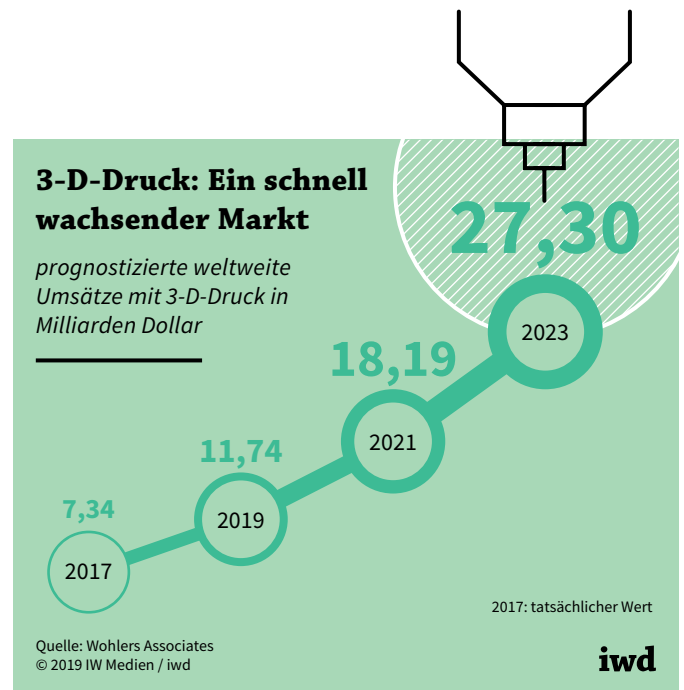 3-D-Druck: Ein schnell
wachsender Markt
prognostizierte weltweite
Umsätze mit 3-D-Druck in
Milliarden Dollar
27,30
2023
18,19
2021
11,74
2019
7,34
2017
2017: tatsächlicher Wert
Quelle: Wohlers Associates
© 2019 IW Medien / iwd
iwd